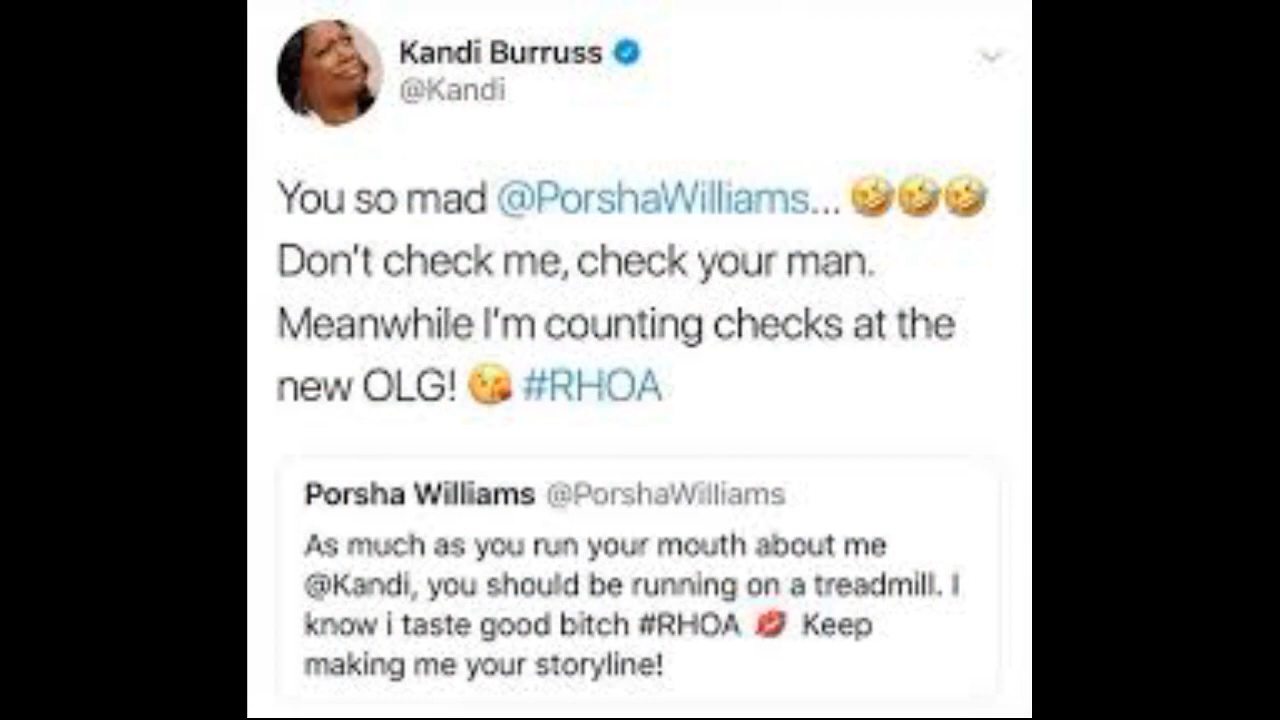 Kandi Burruss
@Kandi
You so mad @PorshaWilliams... 🤣🤣🤣
Don't check me, check your man.
Meanwhile I'm counting checks at the
new OLG! 😘 #RHOA
Porsha Williams @PorshaWilliams
As much as you run your mouth about me
@Kandi, you should be running on a treadmill. I
know i taste good bitch #RHOA 💋 Keep
making me your storyline!